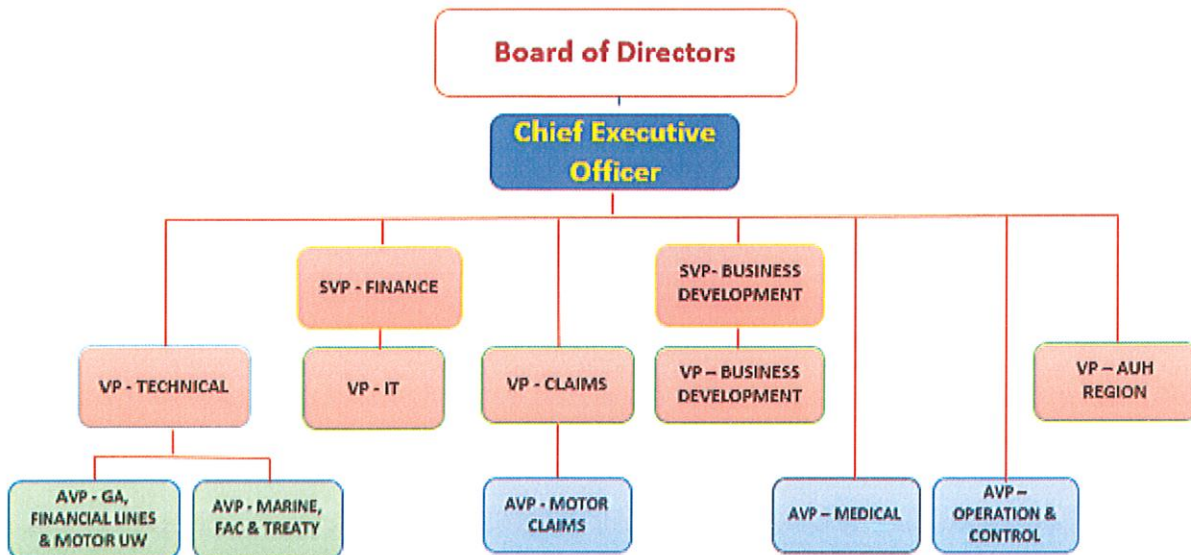 Board of Directors
Chief Executive
Officer
SVP - FINANCE
SVP- BUSINESS
DEVELOPMENT
VP - TECHNICAL
VP - IT
VP - CLAIMS
VP – BUSINESS
DEVELOPMENT
VP – AUH
REGION
AVP - GA,
FINANCIAL LINES
& MOTOR UW
AVP - MARINE,
FAC & TREATY
AVP - MOTOR
CLAIMS
AVP – MEDICAL
AVP –
OPERATION &
CONTROL